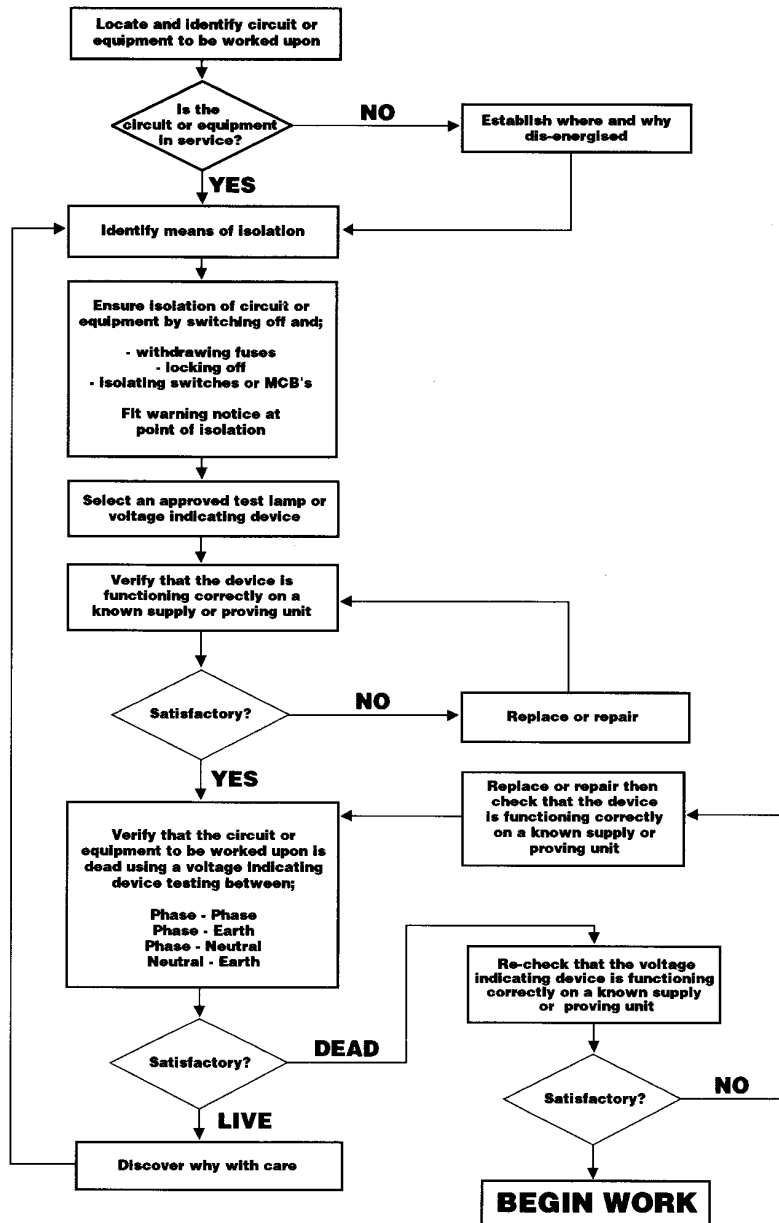 Locate and identify circuit or
equipment to be worked upon
Is the
circuit or equipment
in service?
NO
Establish where and why
dis-energised
YES
Identify means of isolation
Ensure isolation of circuit or
equipment by switching off and;
- withdrawing fuses
- locking off
- isolating switches or MCB's
Fit warning notice at
point of isolation
Select an approved test lamp or
voltage indicating device
Verify that the device is
functioning correctly on a
known supply or proving unit
Satisfactory?
NO
Replace or repair
YES
Replace or repair then
check that the device
is functioning correctly
on a known supply or
proving unit
Verify that the circuit or
equipment to be worked upon is
dead using a voltage indicating
device testing between;
Phase - Phase
Phase - Earth
Phase - Neutral
Neutral - Earth
Re-check that the voltage
indicating device is functioning
correctly on a known supply
or proving unit
Satisfactory?
DEAD
LIVE
Satisfactory?
NO
Discover why with care
BEGIN WORK